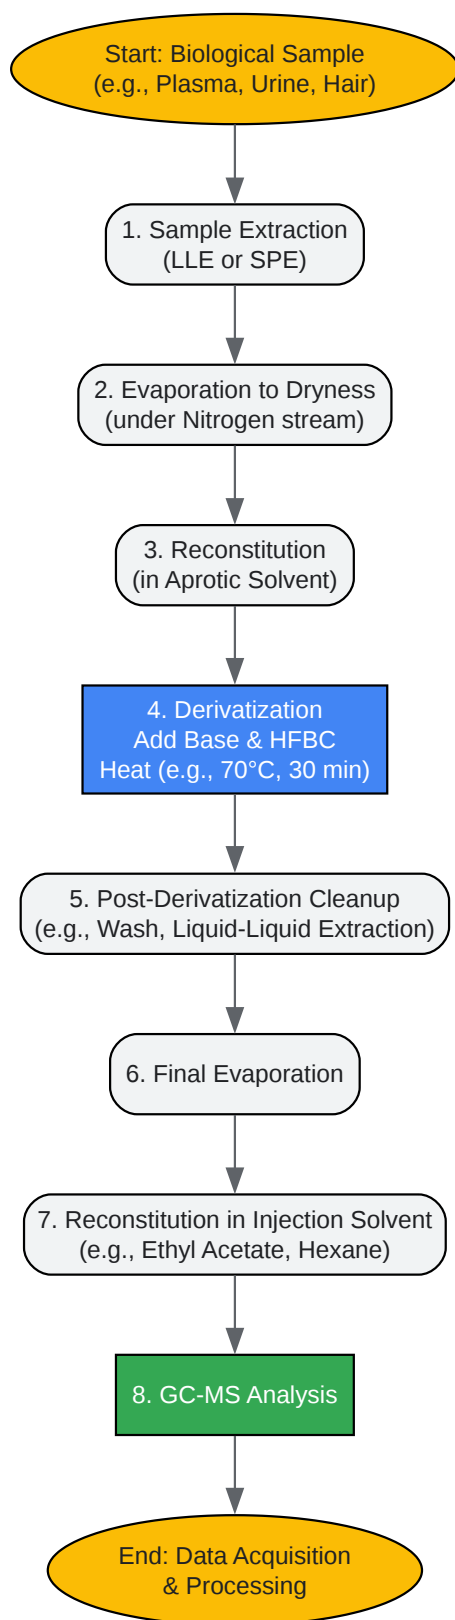 Start: Biological Sample
(e.g., Plasma, Urine, Hair)
1. Sample Extraction
(LLE or SPE)
2. Evaporation to Dryness
(under Nitrogen stream)
3. Reconstitution
(in Aprotic Solvent)
4. Derivatization
Add Base & HFBC
Heat (e.g., 70°C, 30 min)
5. Post-Derivatization Cleanup
(e.g., Wash, Liquid-Liquid Extraction)
6. Final Evaporation
7. Reconstitution in Injection Solvent
(e.g., Ethyl Acetate, Hexane)
8. GC-MS Analysis
End: Data Acquisition
& Processing